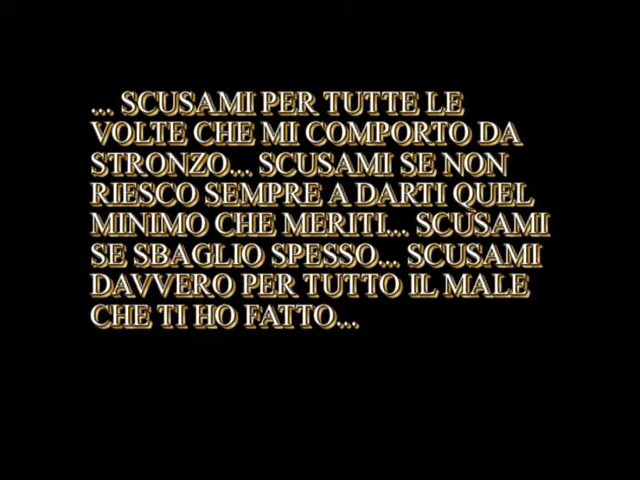 ... SCUSAMI PER TUTTE LE
VOLTE CHE MI COMPORTO DA
STRONZO... SCUSAMI SE NON
RIESCO SEMPRE A DARTI QUEL
MINIMO CHE MERITI... SCUSAMI
SE SBAGLIO SPESSO... SCUSAMI
DAVVERO PER TUTTO IL MALE
CHE TI HO FATTO...